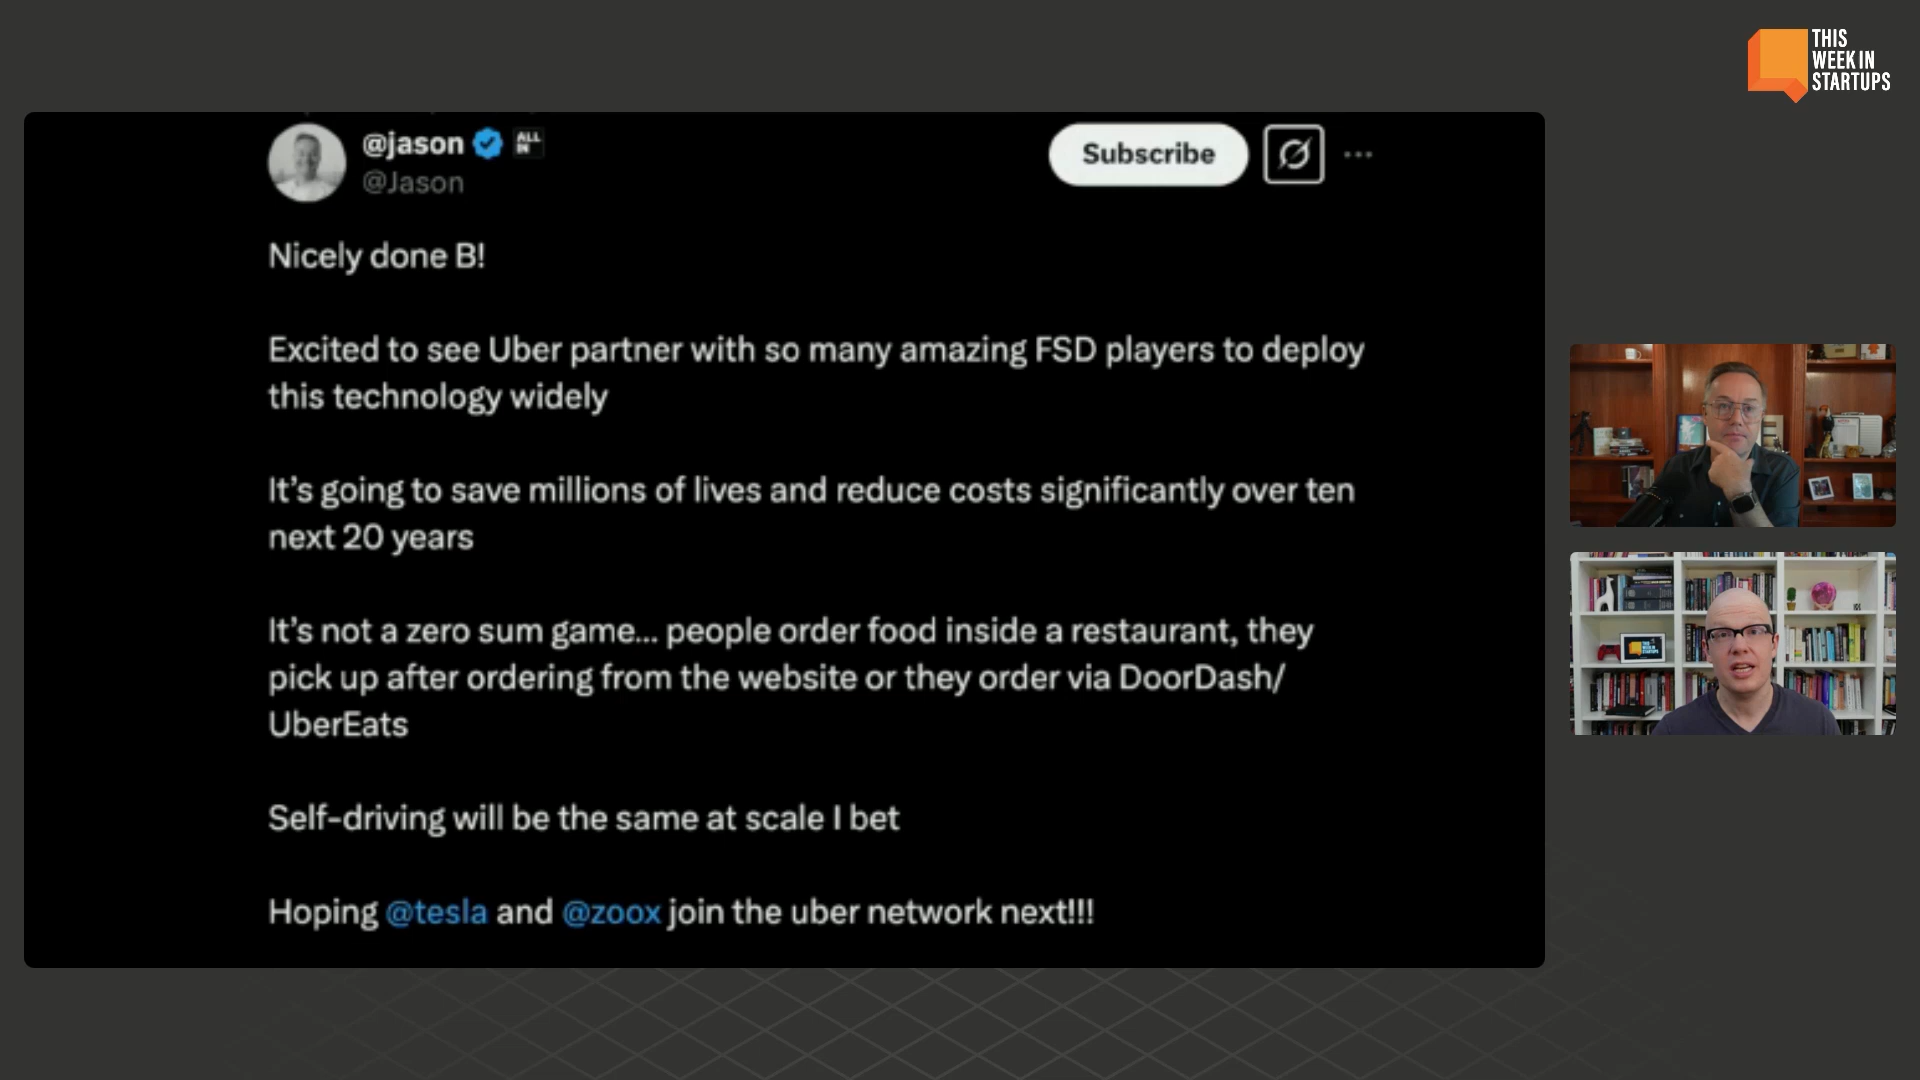 THIS
WEEK IN
STARTUPS
@jason
ALL
IN
@Jason
Subscribe
Nicely done B!
Excited to see Uber partner with so many amazing FSD players to deploy
this technology widely
It’s going to save millions of lives and reduce costs significantly over ten
next 20 years
It’s not a zero sum game... people order food inside a restaurant, they
pick up after ordering from the website or they order via DoorDash/
UberEats
Self-driving will be the same at scale I bet
Hoping @tesla and @zoox join the uber network next!!!